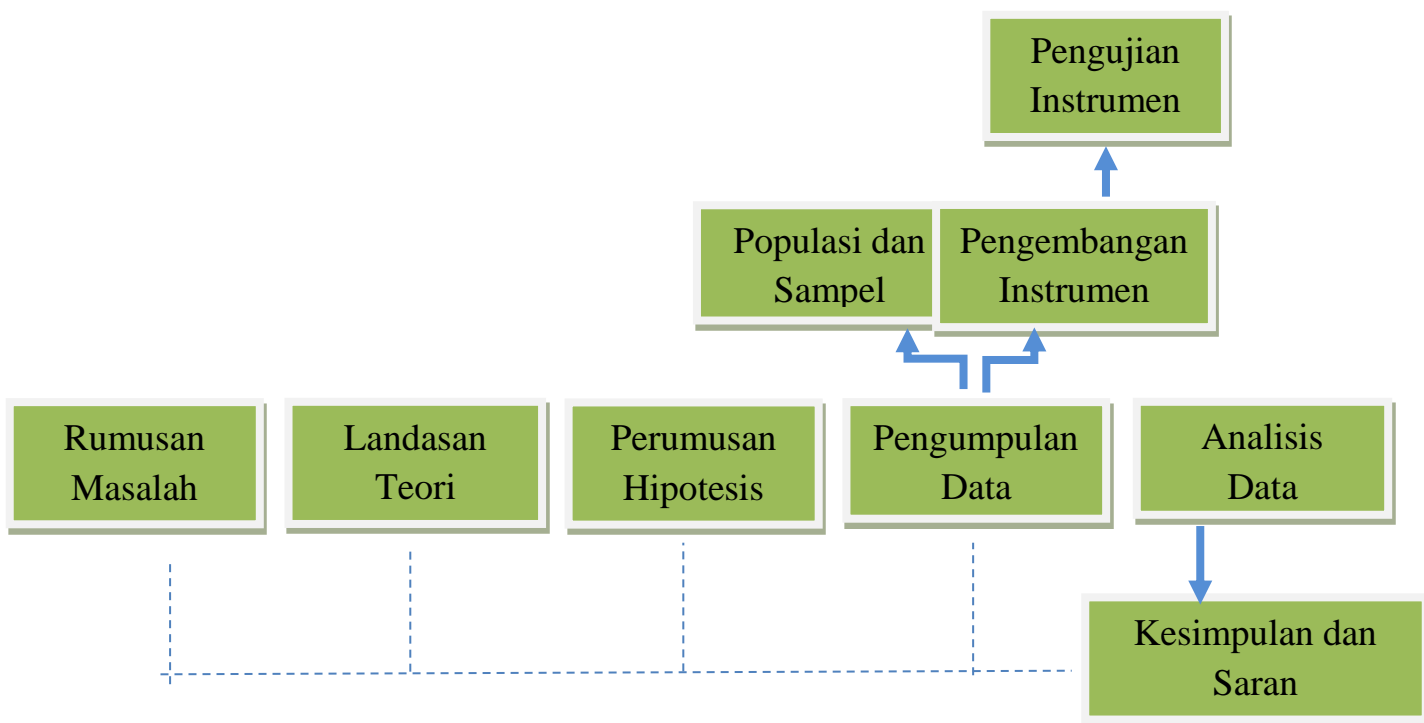 Pengujian
Instrumen
Populasi dan
Sampel
Pengembangan
Instrumen
Rumusan
Masalah
Landasan
Teori
Perumusan
Hipotesis
Pengumpulan
Data
Analisis
Data
Kesimpulan dan
Saran